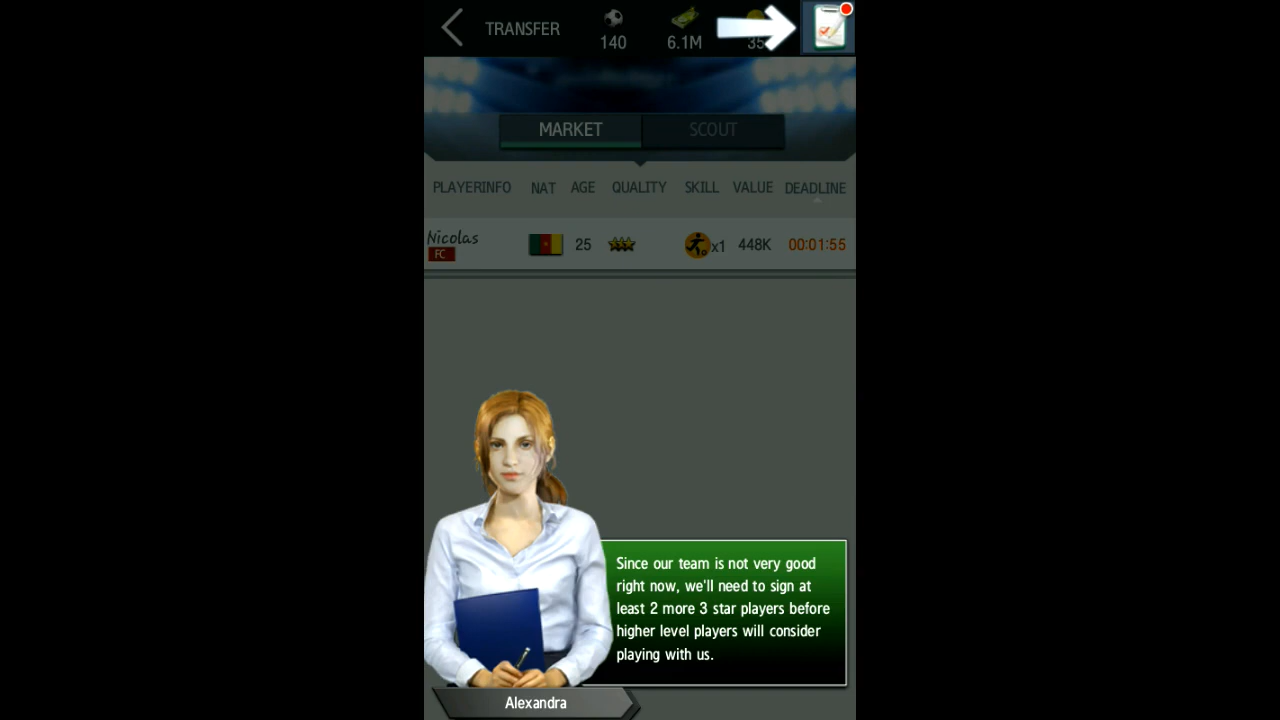 TRANSFER
140
6.1M
35
MARKET
SCOUT
PLAYERINFO NAT AGE QUALITY SKILL VALUE DEADLINE
Nicolas
FC
25
x1 448K 00:01:55
Since our team is not very good
right now, we'll need to sign at
least 2 more 3 star players before
higher level players will consider
playing with us.
Alexandra